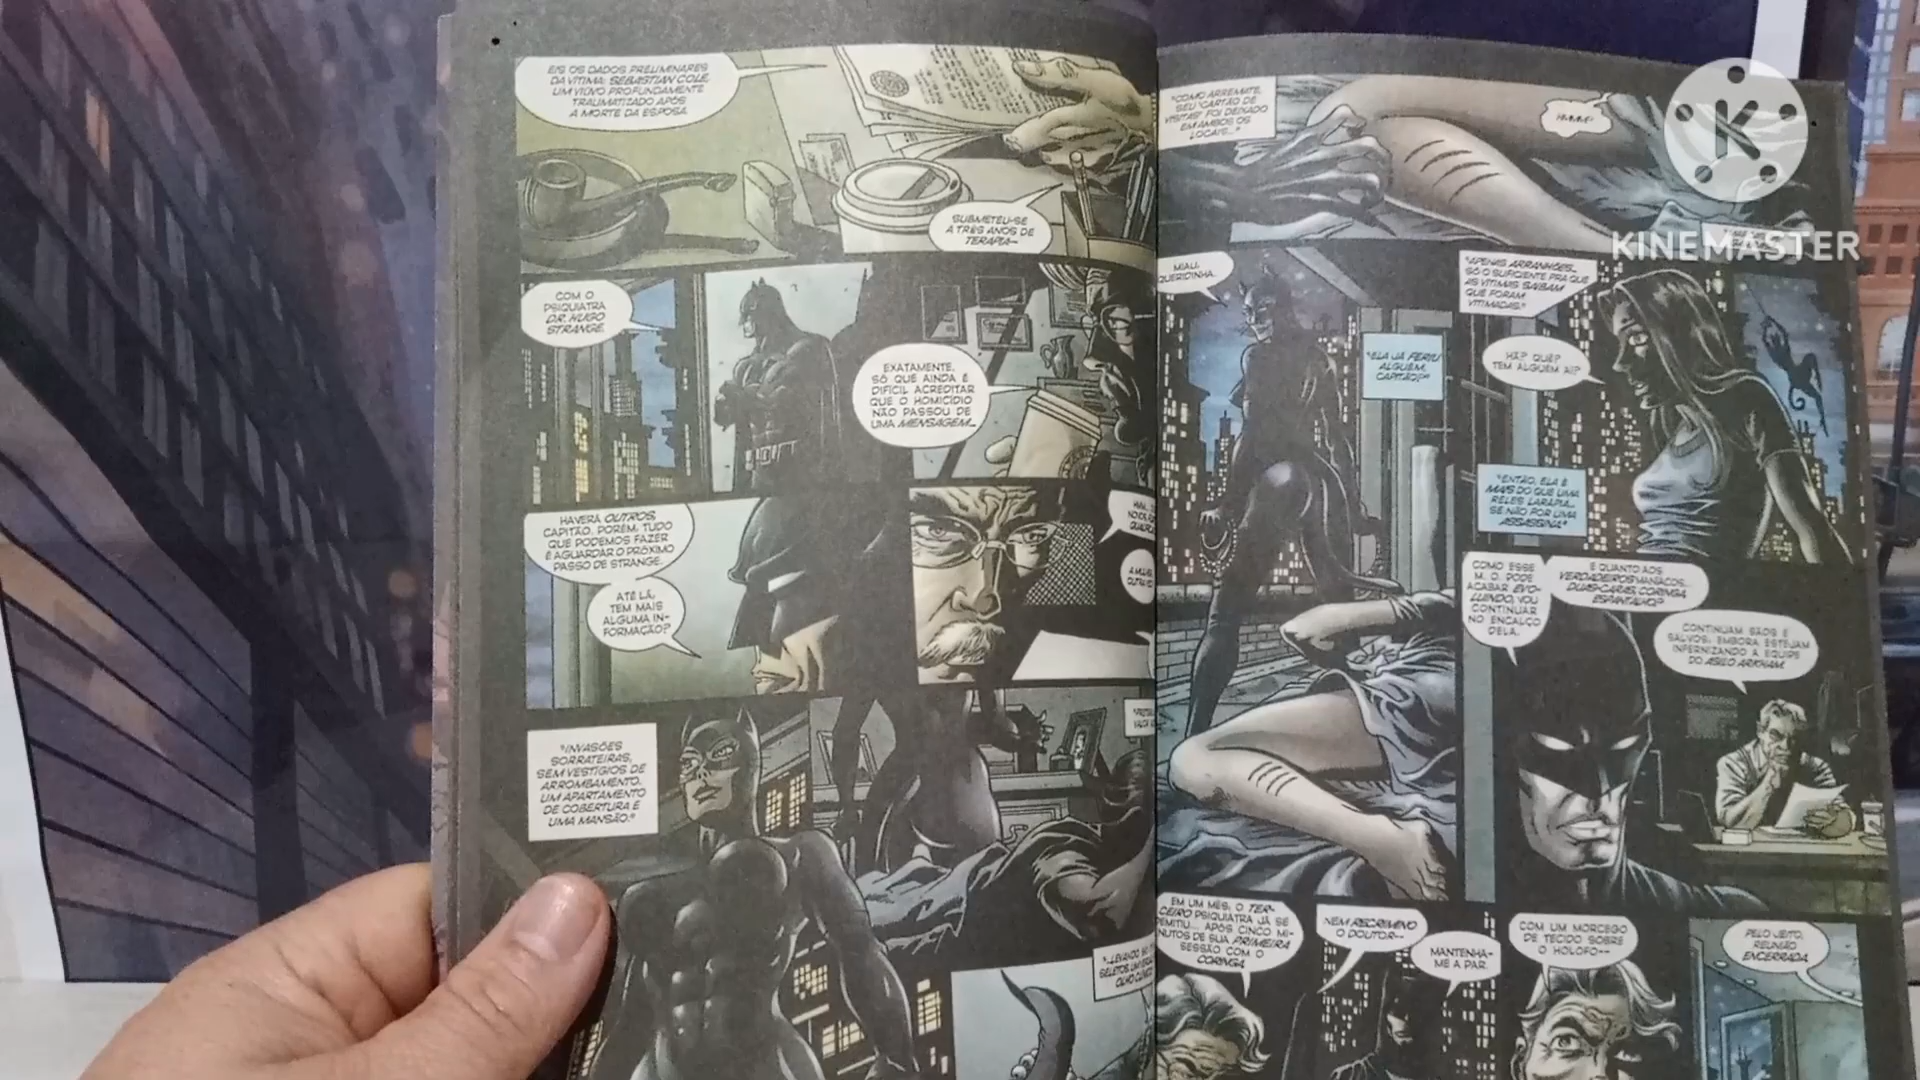 EIS OS DADOS PRELIMINARES
DA VÍTIMA: SEBASTIAN COLE,
UM VIÚVO PROFUNDAMENTE
TRAUMATIZADO APÓS
A MORTE DA ESPOSA.
SUBMETEU-SE
A TRÊS ANOS DE
TERAPIA--
COM O
PSIQUIATRA
DR. HUGO
STRANGE.
EXATAMENTE.
SÓ QUE AINDA É
DIFÍCIL ACREDITAR
QUE O HOMICÍDIO
NÃO PASSOU DE
UMA MENSAGEM...
HAVERÁ OUTROS,
CAPITÃO. PORÉM, TUDO
QUE PODEMOS FAZER
É AGUARDAR O PRÓXIMO
PASSO DE STRANGE.
ATÉ LÁ,
TEM MAIS
ALGUMA IN-
FORMAÇÃO?
"INVASÕES
SORRATEIRAS,
SEM VESTÍGIOS DE
ARROMBAMENTO.
UM APARTAMENTO
DE COBERTURA E
UMA MANSÃO."
"COMO ARREMATE,
SEU 'CARTÃO DE
VISITAS' FOI DEIXADO
EM AMBOS OS
LOCAIS..."
KINEMASTER
MIAU,
QUERIDINHA.
"APENAS ARRANHÕES...
SÓ O SUFICIENTE PRA QUE
AS VÍTIMAS SAIBAM
QUE FORAM
VITIMADAS."
"ELA JÁ FERIU
ALGUÉM,
CAPITÃO?"
HÃ? QUÊ?
TEM ALGUÉM AÍ?
"ENTÃO, ELA É
MAIS DO QUE UMA
RELES LARÁPIA...
SE NÃO FOR UMA
ASSASSINA."
COMO ESSE
M. O. PODE
ACABAR EVO-
LUINDO, VOU
CONTINUAR
NO ENCALÇO
DELA.
E QUANTO AOS
VERDADEIROS MANÍACOS...
DUAS-CARAS, CORINGA,
ESPANTALHO?
CONTINUAM SÃOS E
SALVOS, EMBORA ESTEJAM
INFERNIZANDO A EQUIPE
DO ASILO ARKHAM.
EM UM MÊS, O TER-
CEIRO PSIQUIATRA JÁ SE
DEMITIU... APÓS CINCO MI-
NUTOS DE SUA PRIMEIRA
SESSÃO COM O
CORINGA.
NEM RECRIMINO
O DOUTOR--
MANTENHA-
ME A PAR.
COM UM MORCEGO
DE TECIDO SOBRE
O HOLOFO--
PELO JEITO,
REUNIÃO
ENCERRADA.